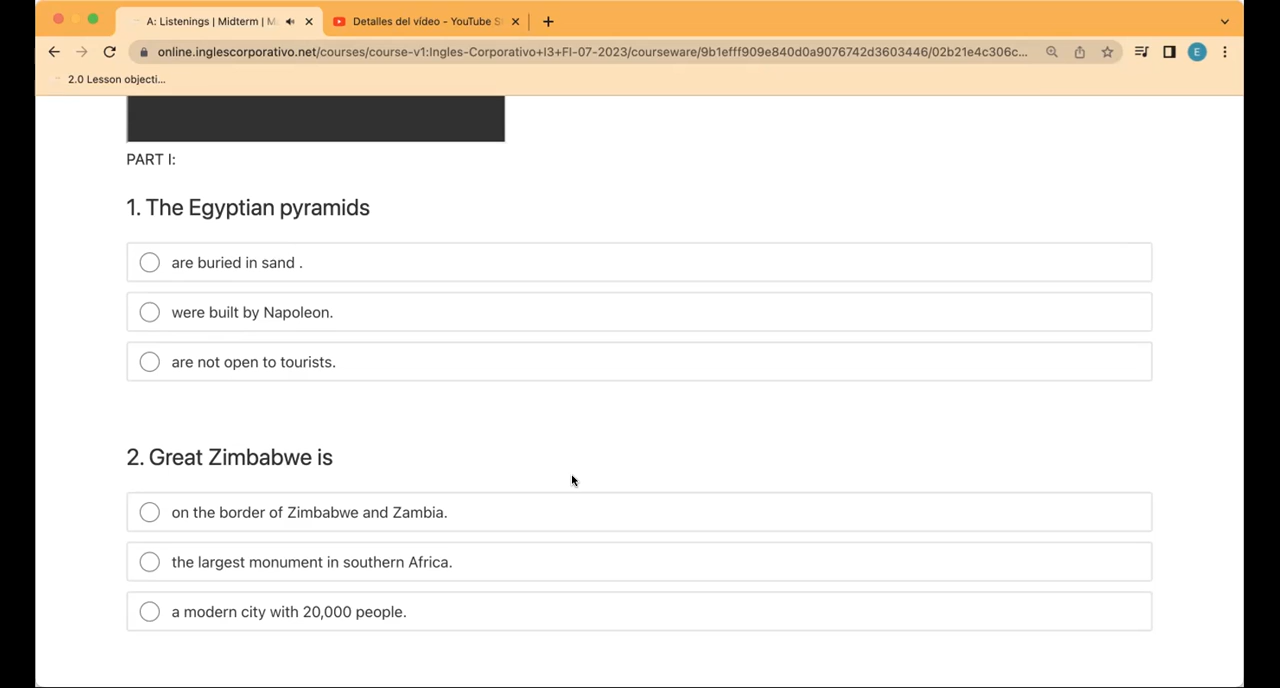 A: Listenings | Midterm | M
Detalles del vídeo - YouTube S
online.inglescorporativo.net/courses/course-v1:Ingles-Corporativo+I3+FI-07-2023/courseware/9b1efff909e840d0a9076742d3603446/02b21e4c306c...
E
2.0 Lesson objecti...
PART I:
1. The Egyptian pyramids
are buried in sand .
were built by Napoleon.
are not open to tourists.
2. Great Zimbabwe is
on the border of Zimbabwe and Zambia.
the largest monument in southern Africa.
a modern city with 20,000 people.